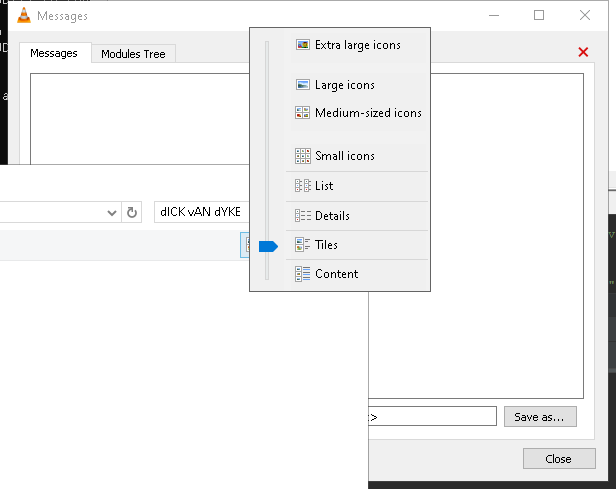 Messages
Messages
Modules Tree
Extra large icons
Large icons
Medium-sized icons
Small icons
List
dICK vAN dYKE
Details
Tiles
Content
Save as...
Close